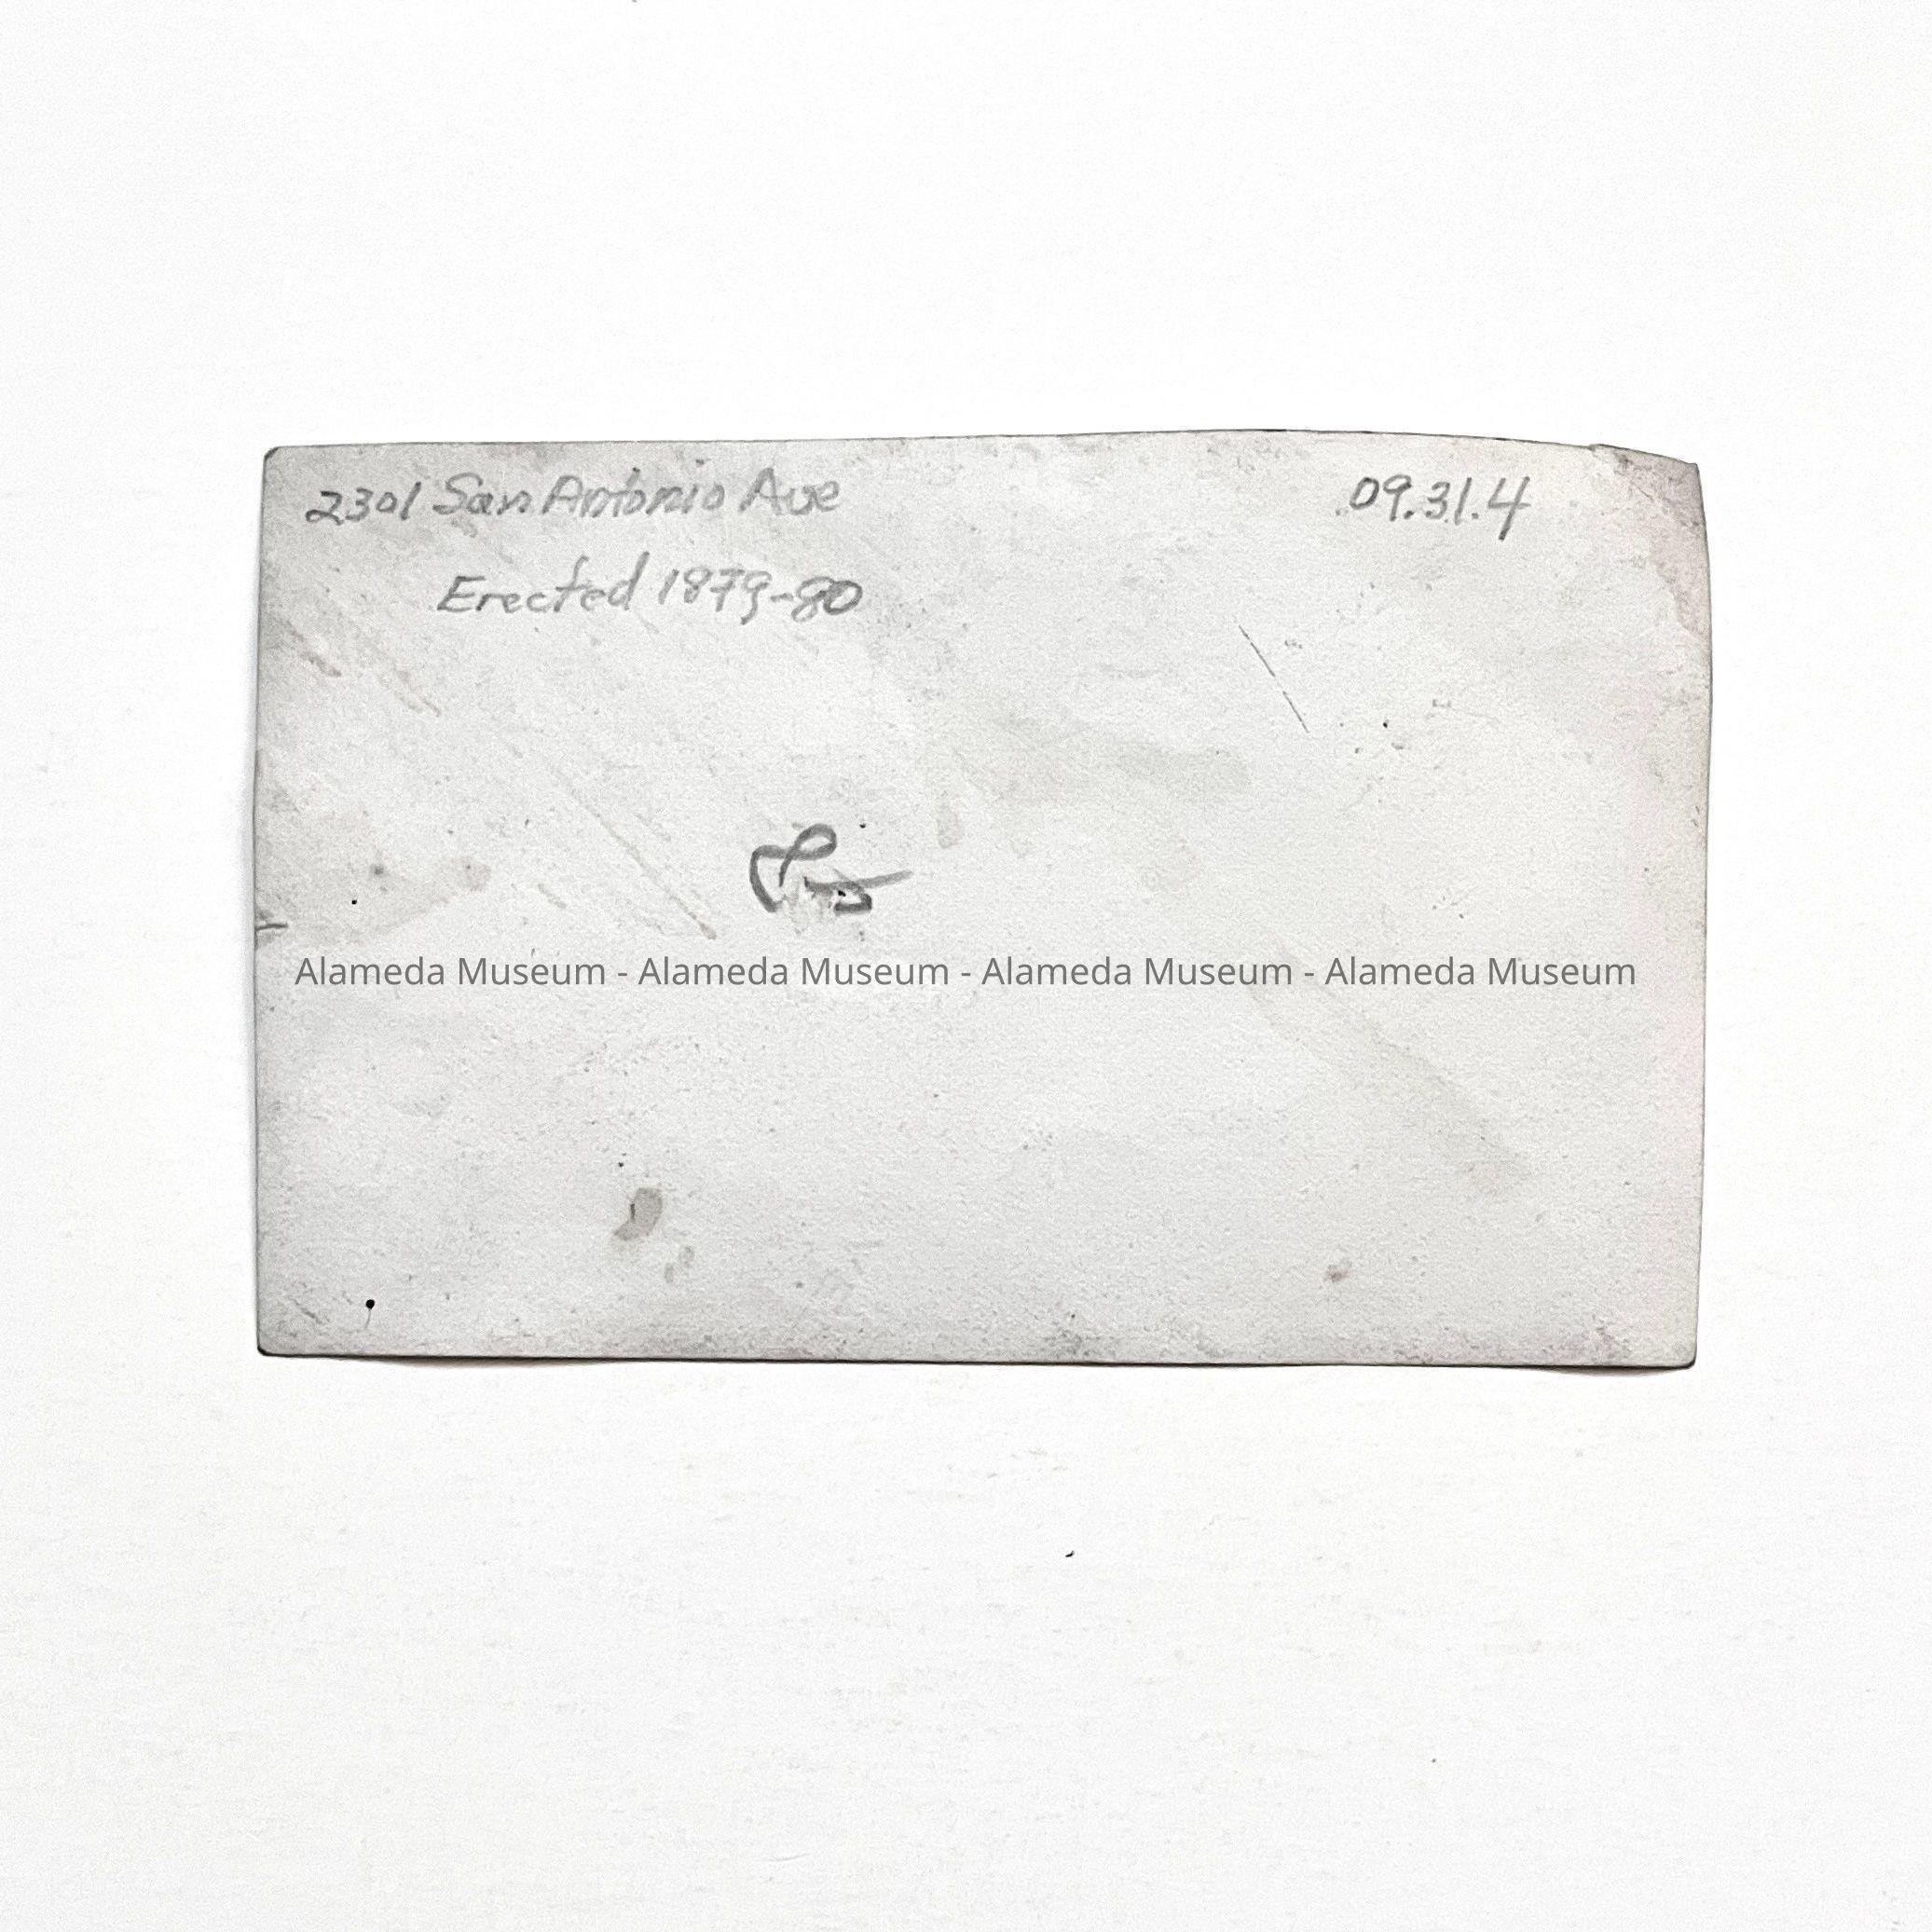 2301 San Antonio Ave
09.31.4
Erected 1879-80
Alameda Museum - Alameda Museum - Alameda Museum - Alameda Museum